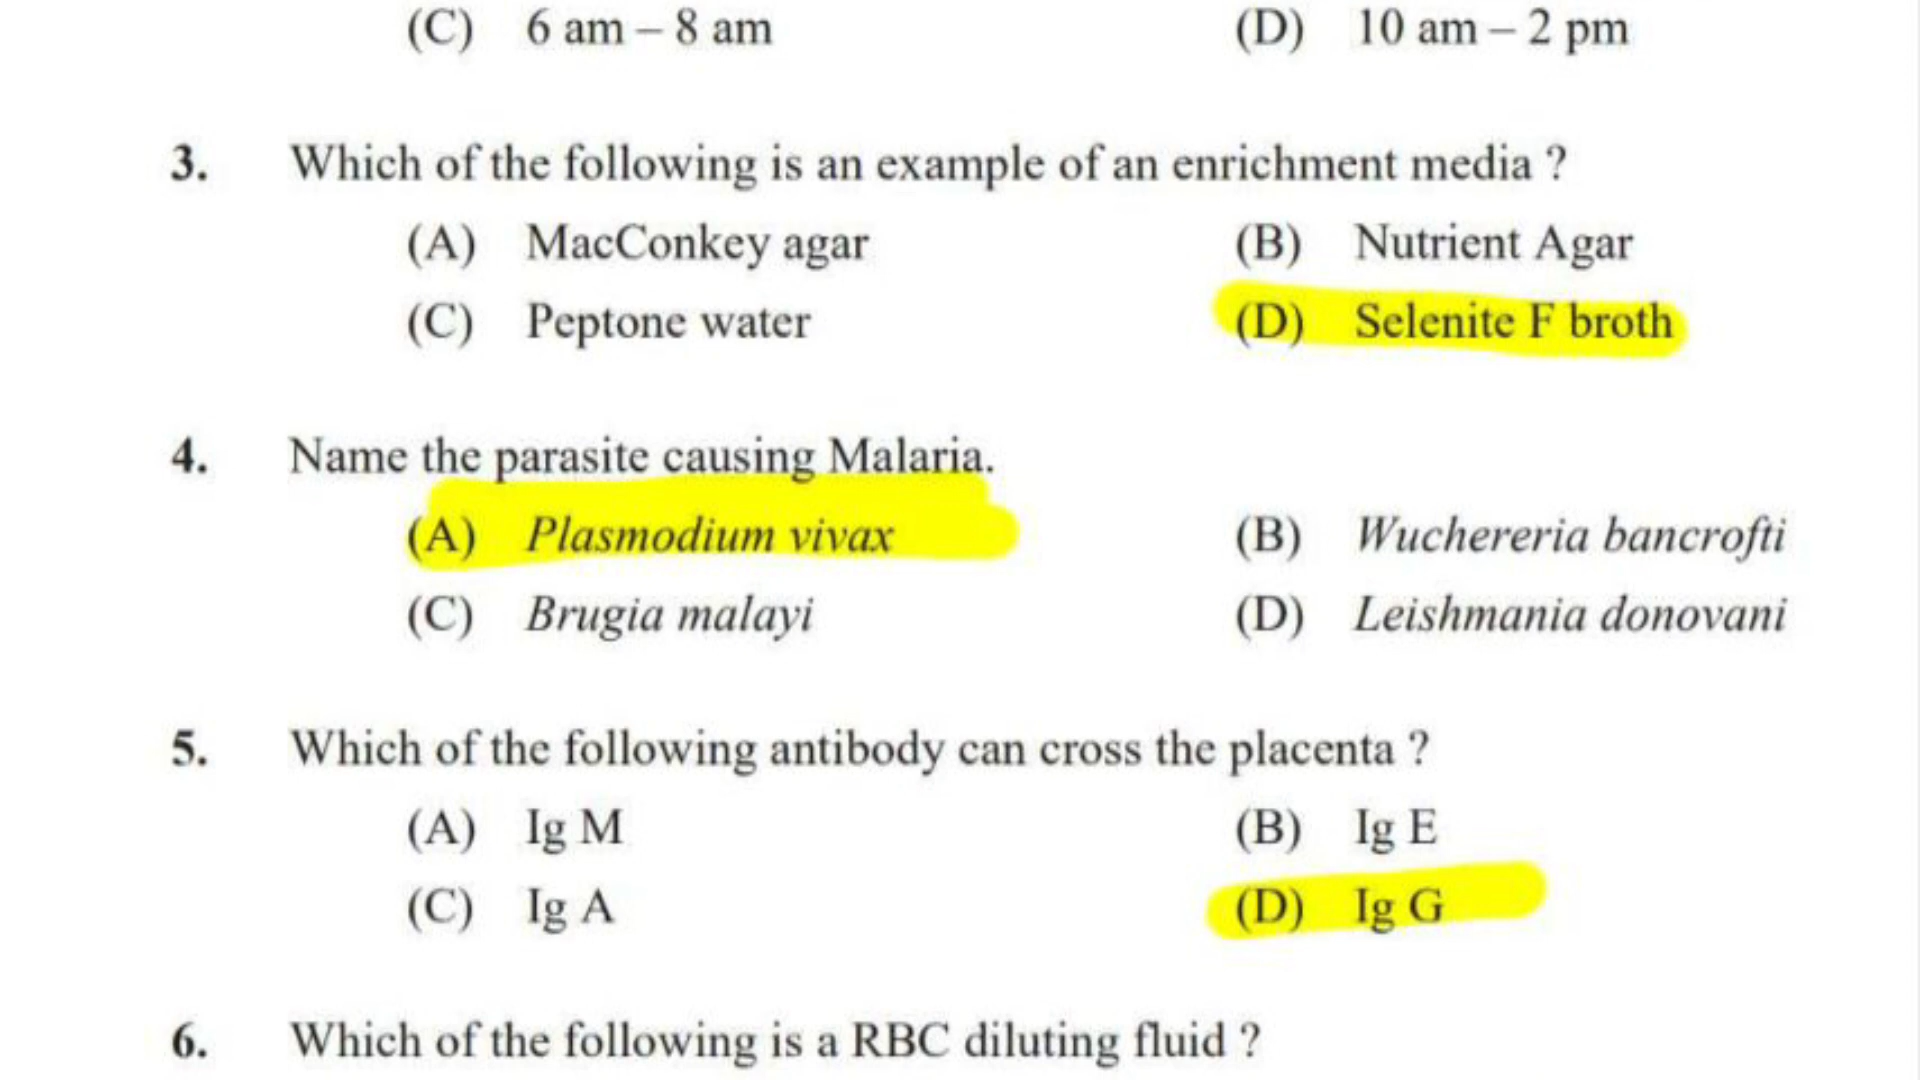 (C) 6 am – 8 am (D) 10 am – 2 pm
3. Which of the following is an example of an enrichment media ?
(A) MacConkey agar (B) Nutrient Agar
(C) Peptone water (D) Selenite F broth
4. Name the parasite causing Malaria.
(A) Plasmodium vivax (B) Wuchereria bancrofti
(C) Brugia malayi (D) Leishmania donovani
5. Which of the following antibody can cross the placenta ?
(A) Ig M (B) Ig E
(C) Ig A (D) Ig G
6. Which of the following is a RBC diluting fluid ?